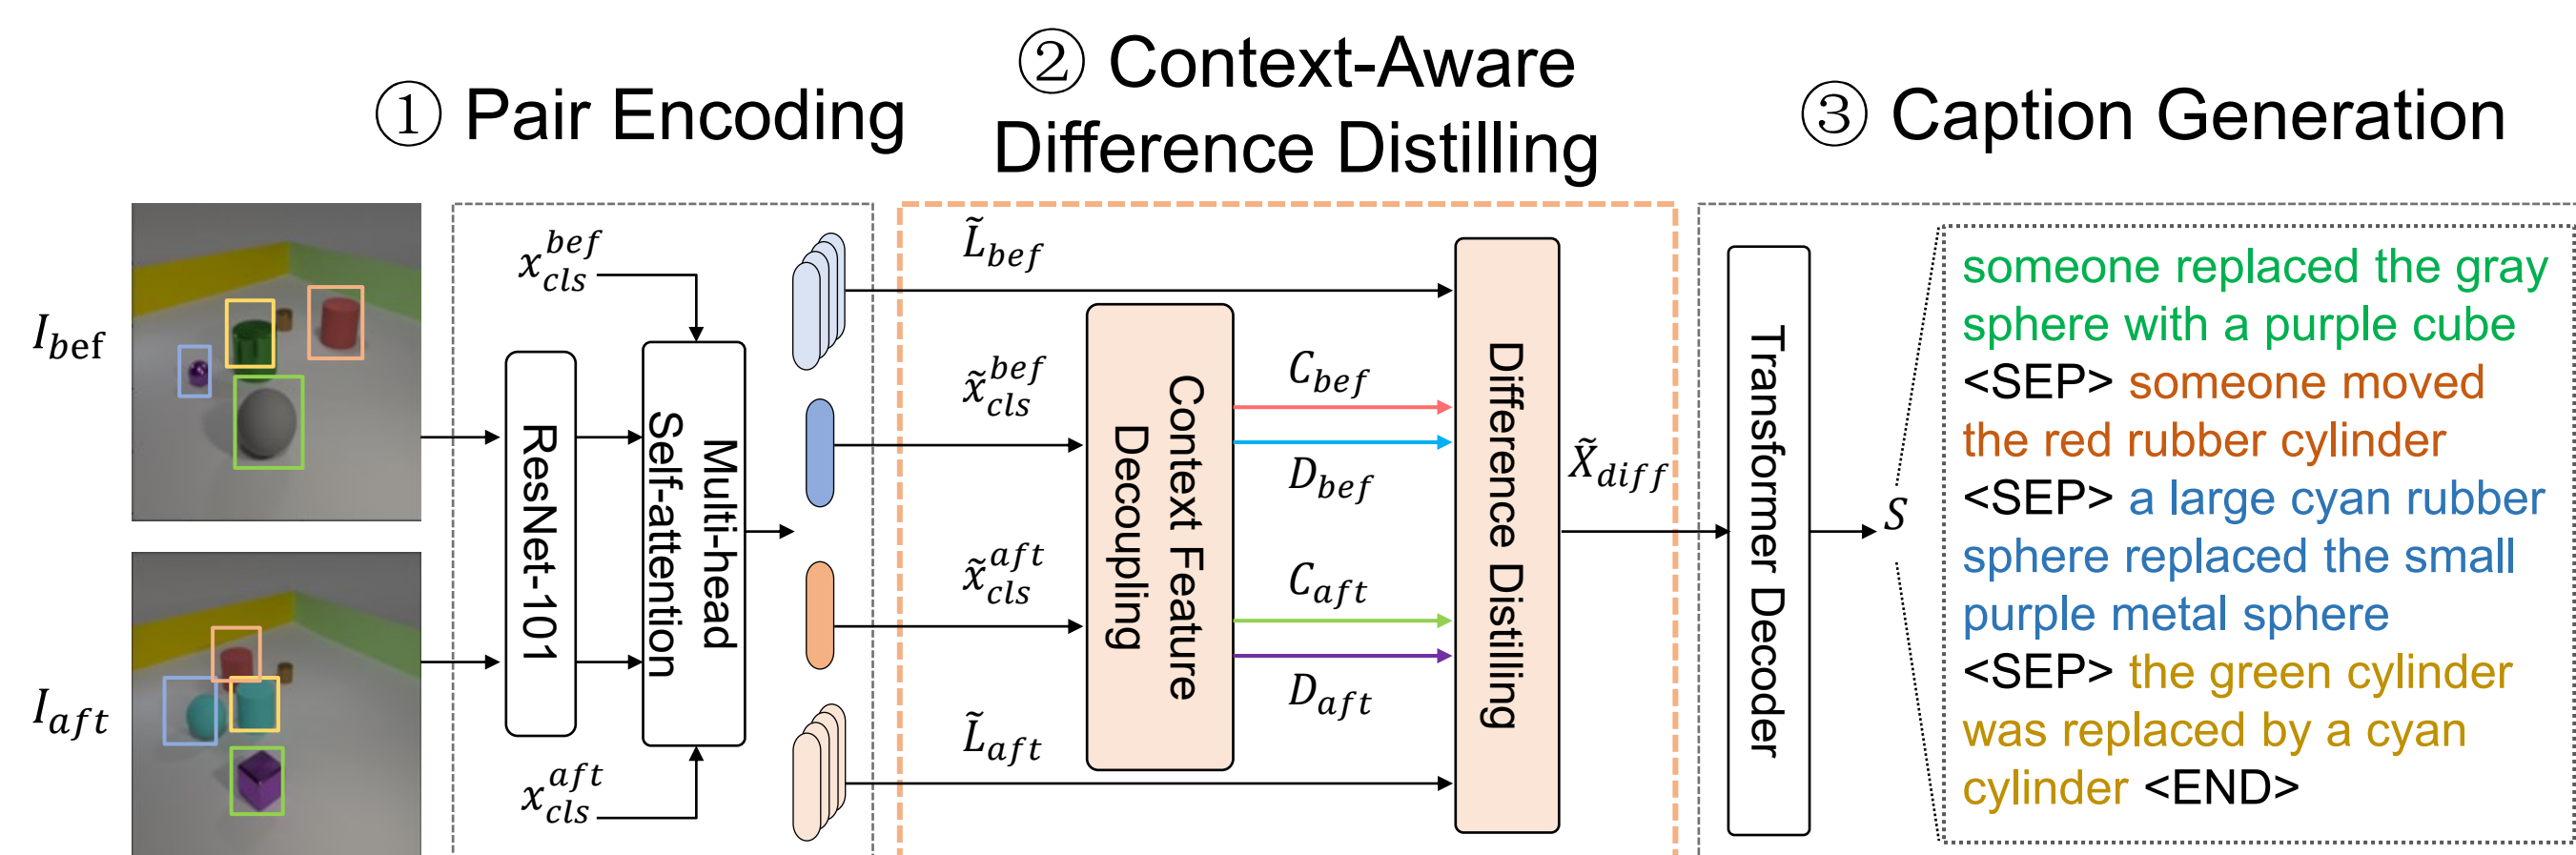 ① Pair Encoding
② Context-Aware
Difference Distilling
③ Caption Generation
I_bef
I_aft
x_cls^bef
x_cls^aft
ResNet-101
Multi-head
Self-attention
L̃_bef
x̃_cls^bef
x̃_cls^aft
L̃_aft
Context Feature
Decoupling
C_bef
D_bef
C_aft
D_aft
Difference Distilling
X̃_diff
Transformer Decoder
S
someone replaced the gray
sphere with a purple cube
<SEP> someone moved
the red rubber cylinder
<SEP> a large cyan rubber
sphere replaced the small
purple metal sphere
<SEP> the green cylinder
was replaced by a cyan
cylinder <END>